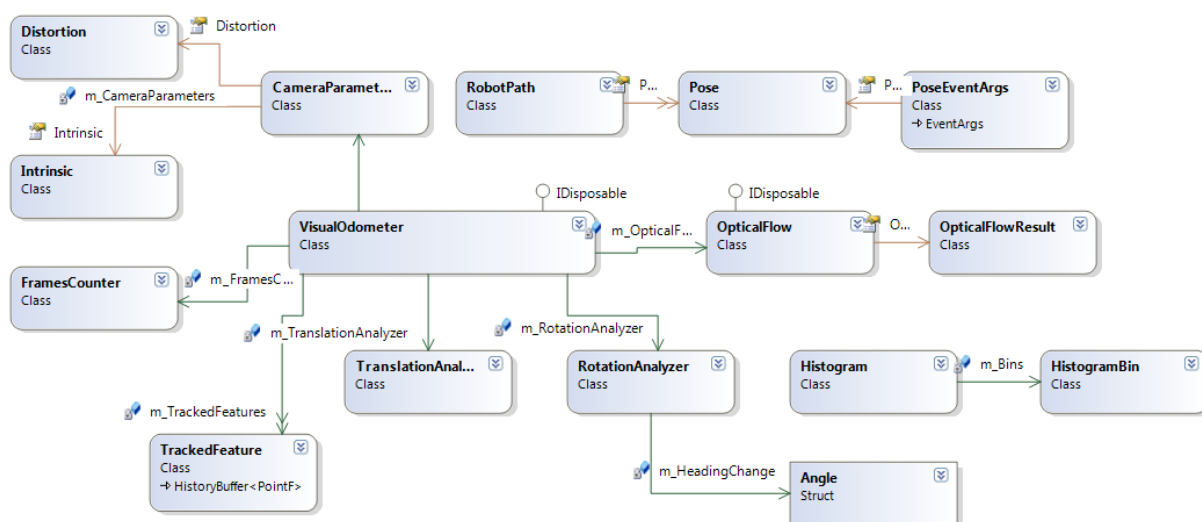 Distortion
Class
Distortion
m_CameraParameters
Intrinsic
Intrinsic
Class
CameraParamet...
Class
RobotPath
Class
P...
Pose
Class
P...
PoseEventArgs
Class
EventArgs
IDisposable
IDisposable
VisualOdometer
Class
m_OpticalF...
OpticalFlow
Class
O...
OpticalFlowResult
Class
FramesCounter
Class
m_FramesC...
m_TranslationAnalyzer
m_RotationAnalyzer
TranslationAnal...
Class
RotationAnalyzer
Class
Histogram
Class
m_Bins
HistogramBin
Class
m_TrackedFeatures
TrackedFeature
Class
HistoryBuffer<PointF>
m_HeadingChange
Angle
Struct